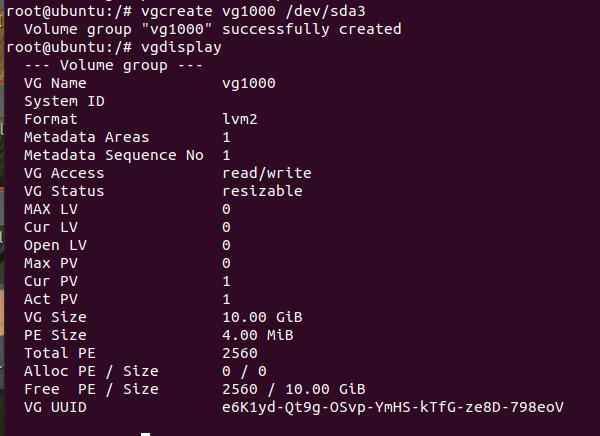 root@ubuntu:/# vgcreate vg1000 /dev/sda3
Volume group "vg1000" successfully created
root@ubuntu:/# vgdisplay
--- Volume group ---
VG Name vg1000
System ID
Format lvm2
Metadata Areas 1
Metadata Sequence No 1
VG Access read/write
VG Status resizable
MAX LV 0
Cur LV 0
Open LV 0
Max PV 0
Cur PV 1
Act PV 1
VG Size 10.00 GiB
PE Size 4.00 MiB
Total PE 2560
Alloc PE / Size 0 / 0
Free  PE / Size 2560 / 10.00 GiB
VG UUID e6K1yd-Qt9g-OSvp-YmHS-kTfG-ze8D-798eoV